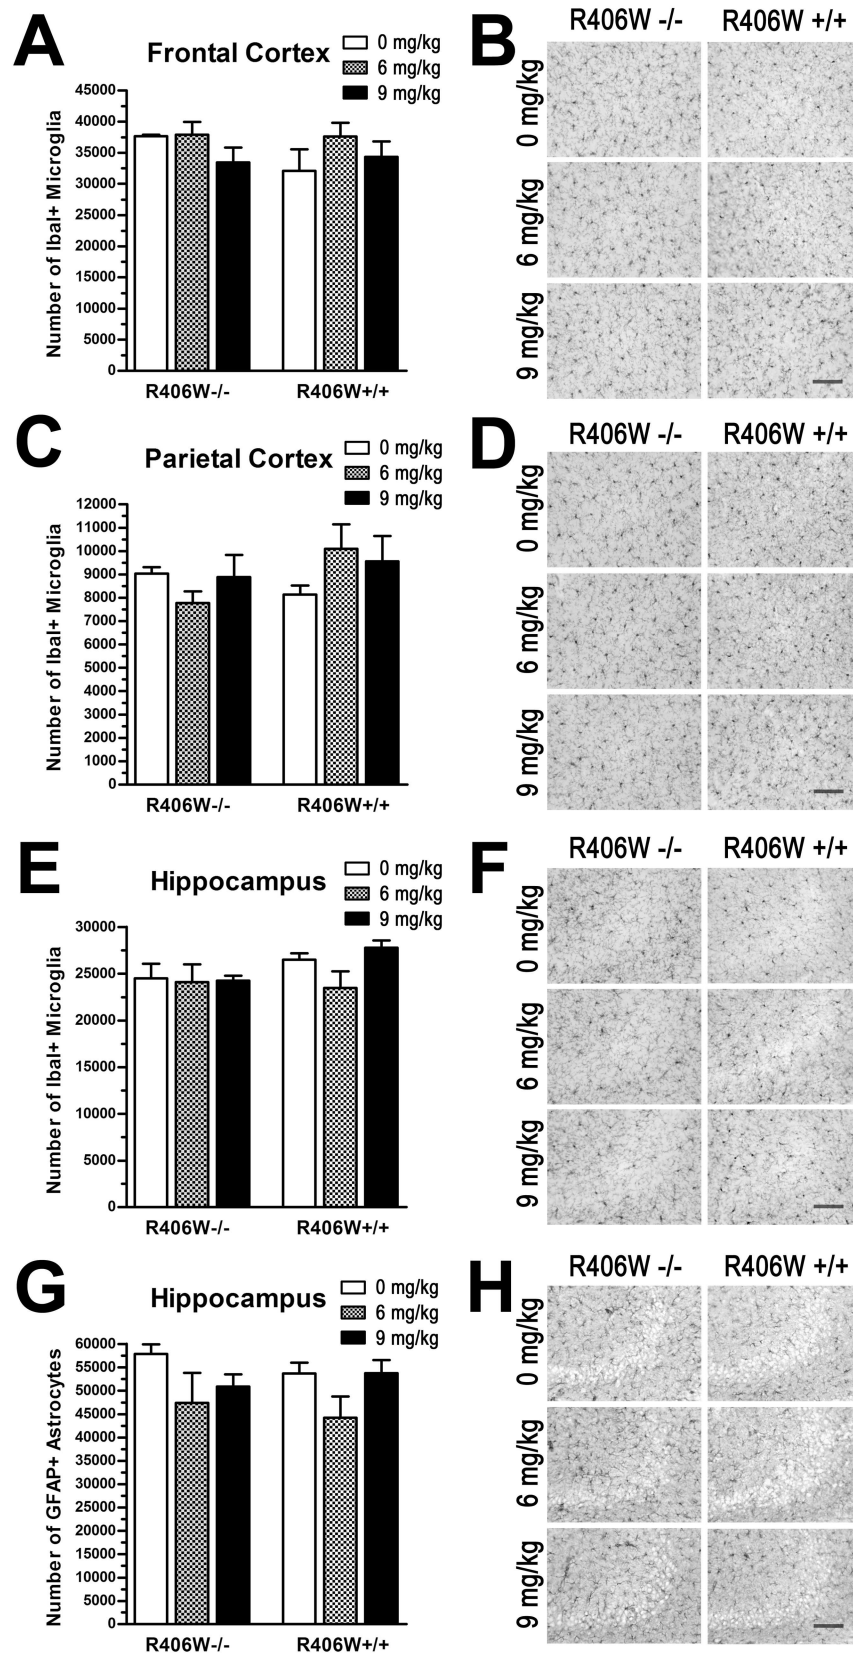 A
Frontal Cortex
0 mg/kg
6 mg/kg
9 mg/kg
Number of Ibal+ Microglia
45000
40000
35000
30000
25000
20000
15000
10000
5000
0
R406W-/-
R406W+/+
B
R406W -/-
R406W +/+
0 mg/kg
6 mg/kg
9 mg/kg
C
Parietal Cortex
0 mg/kg
6 mg/kg
9 mg/kg
Number of Ibal+ Microglia
12000
11000
10000
9000
8000
7000
6000
5000
4000
3000
2000
1000
0
R406W-/-
R406W+/+
D
R406W -/-
R406W +/+
0 mg/kg
6 mg/kg
9 mg/kg
E
Hippocampus
0 mg/kg
6 mg/kg
9 mg/kg
Number of Ibal+ Microglia
30000
25000
20000
15000
10000
5000
0
R406W-/-
R406W+/+
F
R406W -/-
R406W +/+
0 mg/kg
6 mg/kg
9 mg/kg
G
Hippocampus
0 mg/kg
6 mg/kg
9 mg/kg
Number of GFAP+ Astrocytes
60000
55000
50000
45000
40000
35000
30000
25000
20000
15000
10000
5000
0
R406W-/-
R406W+/+
H
R406W -/-
R406W +/+
0 mg/kg
6 mg/kg
9 mg/kg